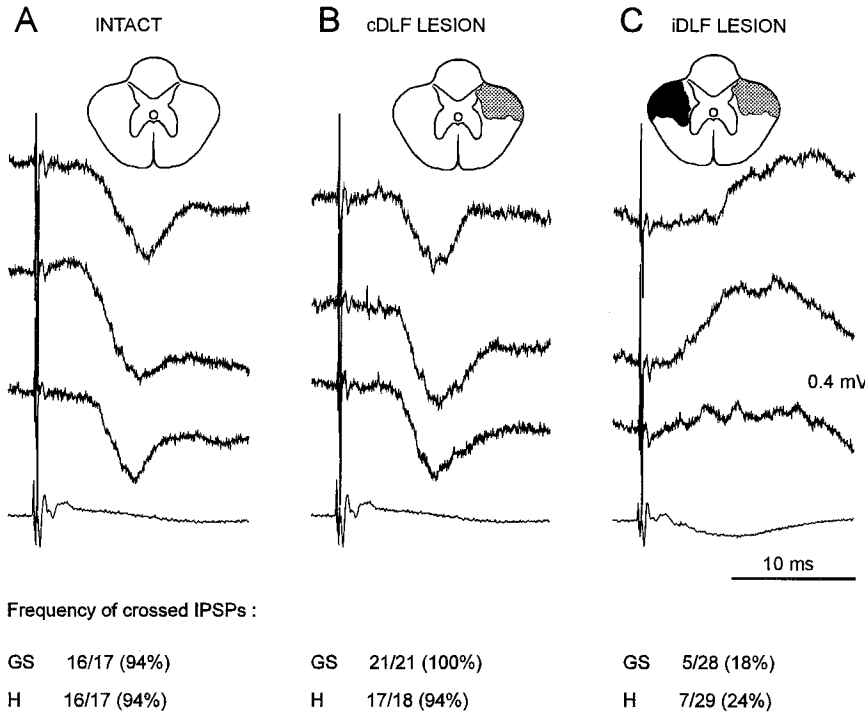 A INTACT
B cDLF LESION
C iDLF LESION
0.4 mV
10 ms
Frequency of crossed IPSPs :
GS 16/17 (94%)
GS 21/21 (100%)
GS 5/28 (18%)
H 16/17 (94%)
H 17/18 (94%)
H 7/29 (24%)